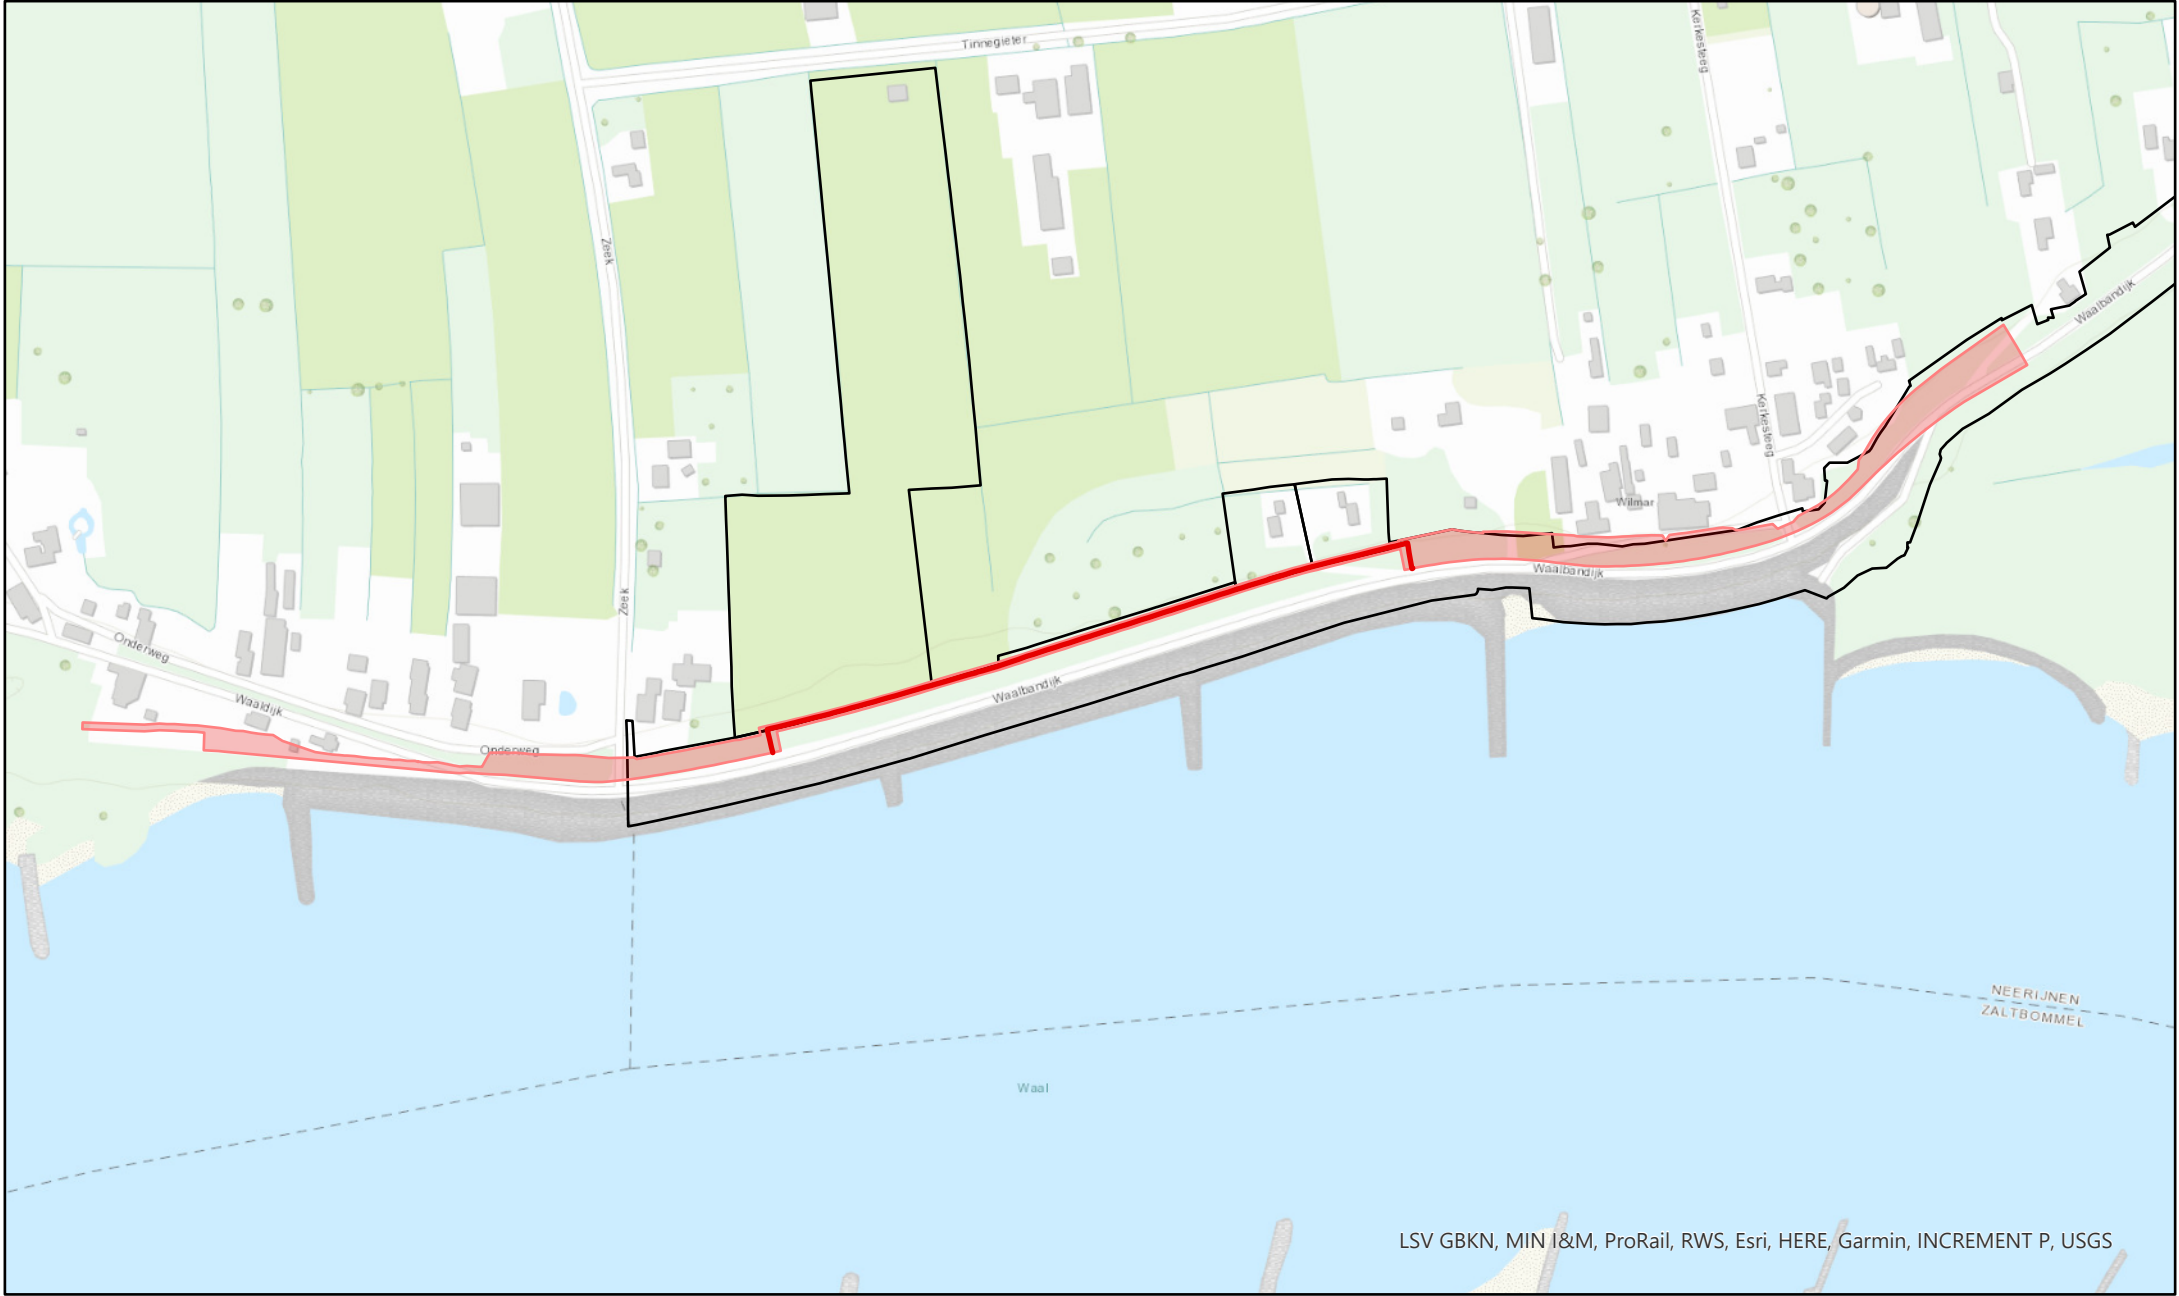 Tinnegieter
Kerkesteeg
Zeek
Waalbandijk
Kerkesteeg
Wilmar
Waalbandijk
Zeek
Onderweg
Waalbandijk
Waaldijk
Onderweg
NEERIJNEN
ZALTBOMMEL
Waal
LSV GBKN, MIN I&M, ProRail, RWS, Esri, HERE, Garmin, INCREMENT P, USGS